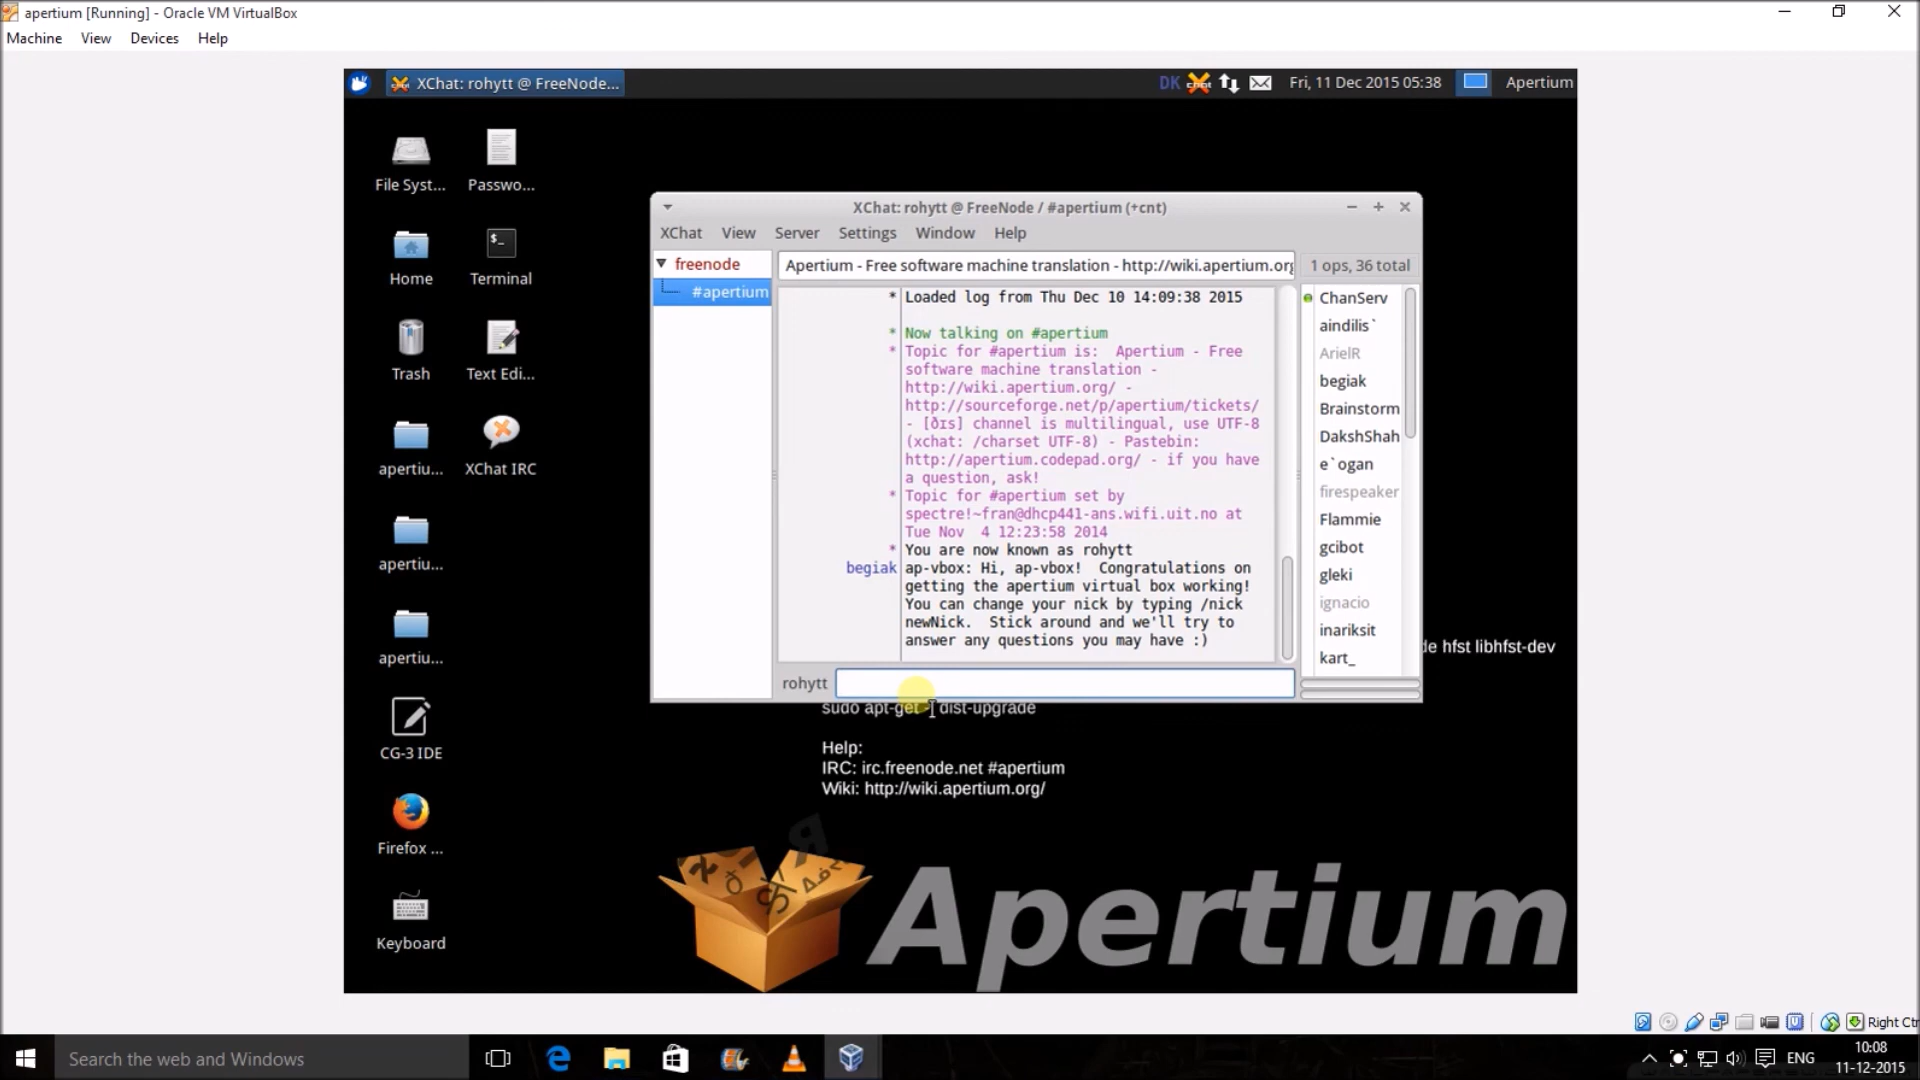 apertium [Running] - Oracle VM VirtualBox
Machine View Devices Help
XChat: rohytt @ FreeNode...
DK
Fri, 11 Dec 2015 05:38
Apertium
File Syst...
Passwo...
Home
Terminal
Trash
Text Edi...
apertiu...
XChat IRC
apertiu...
apertiu...
CG-3 IDE
Firefox ...
Keyboard
XChat: rohytt @ FreeNode / #apertium (+cnt)
XChat View Server Settings Window Help
freenode
#apertium
Apertium - Free software machine translation - http://wiki.apertium.org
1 ops, 36 total
* Loaded log from Thu Dec 10 14:09:38 2015
* Now talking on #apertium
* Topic for #apertium is: Apertium - Free
software machine translation -
http://wiki.apertium.org/ -
http://sourceforge.net/p/apertium/tickets/
- [ðɪs] channel is multilingual, use UTF-8
(xchat: /charset UTF-8) - Pastebin:
http://apertium.codepad.org/ - if you have
a question, ask!
* Topic for #apertium set by
spectre!~fran@dhcp441-ans.wifi.uit.no at
Tue Nov 4 12:23:58 2014
* You are now known as rohytt
begiak ap-vbox: Hi, ap-vbox! Congratulations on
getting the apertium virtual box working!
You can change your nick by typing /nick
newNick. Stick around and we'll try to
answer any questions you may have :)
rohytt
ChanServ
aindilis`
ArielR
begiak
Brainstorm
DakshShah
e`ogan
firespeaker
Flammie
gcibot
gleki
ignacio
inariksit
kart_
de hfst libhfst-dev
sudo apt-get - dist-upgrade
Help:
IRC: irc.freenode.net #apertium
Wiki: http://wiki.apertium.org/
Apertium
Right Ctr
Search the web and Windows
ENG
10:08
11-12-2015